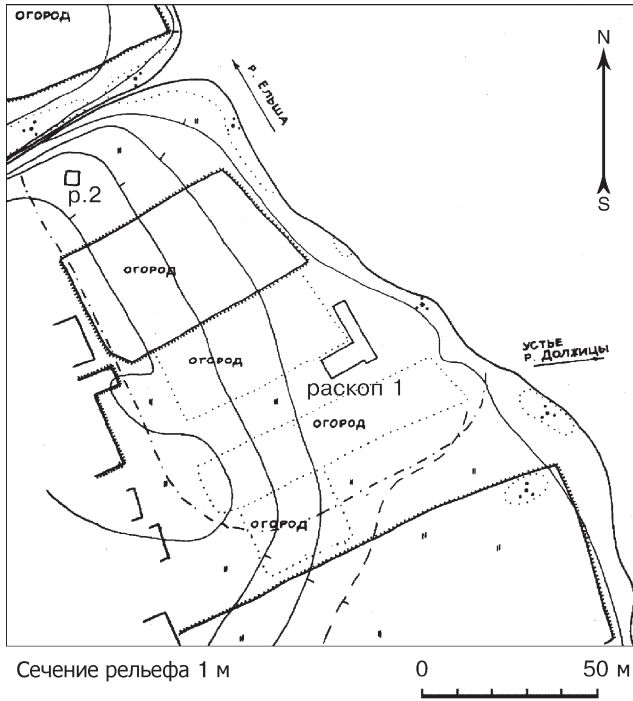 ОГОРОД
N
р. ЕЛЬША
S
р.2
ОГОРОД
УСТЬЕ
р. ДОЛЖИЦЫ
ОГОРОД
раскоп 1
ОГОРОД
ОГОРОД
Сечение рельефа 1 м
0 50 м